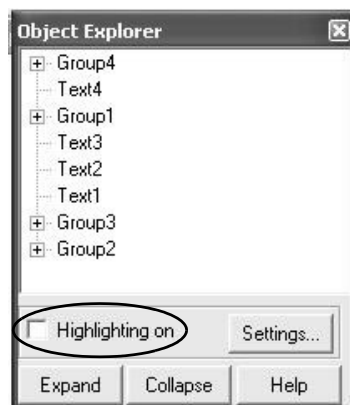 Object Explorer
Group4
Text4
Group1
Text3
Text2
Text1
Group3
Group2
Highlighting on
Settings...
Expand Collapse Help